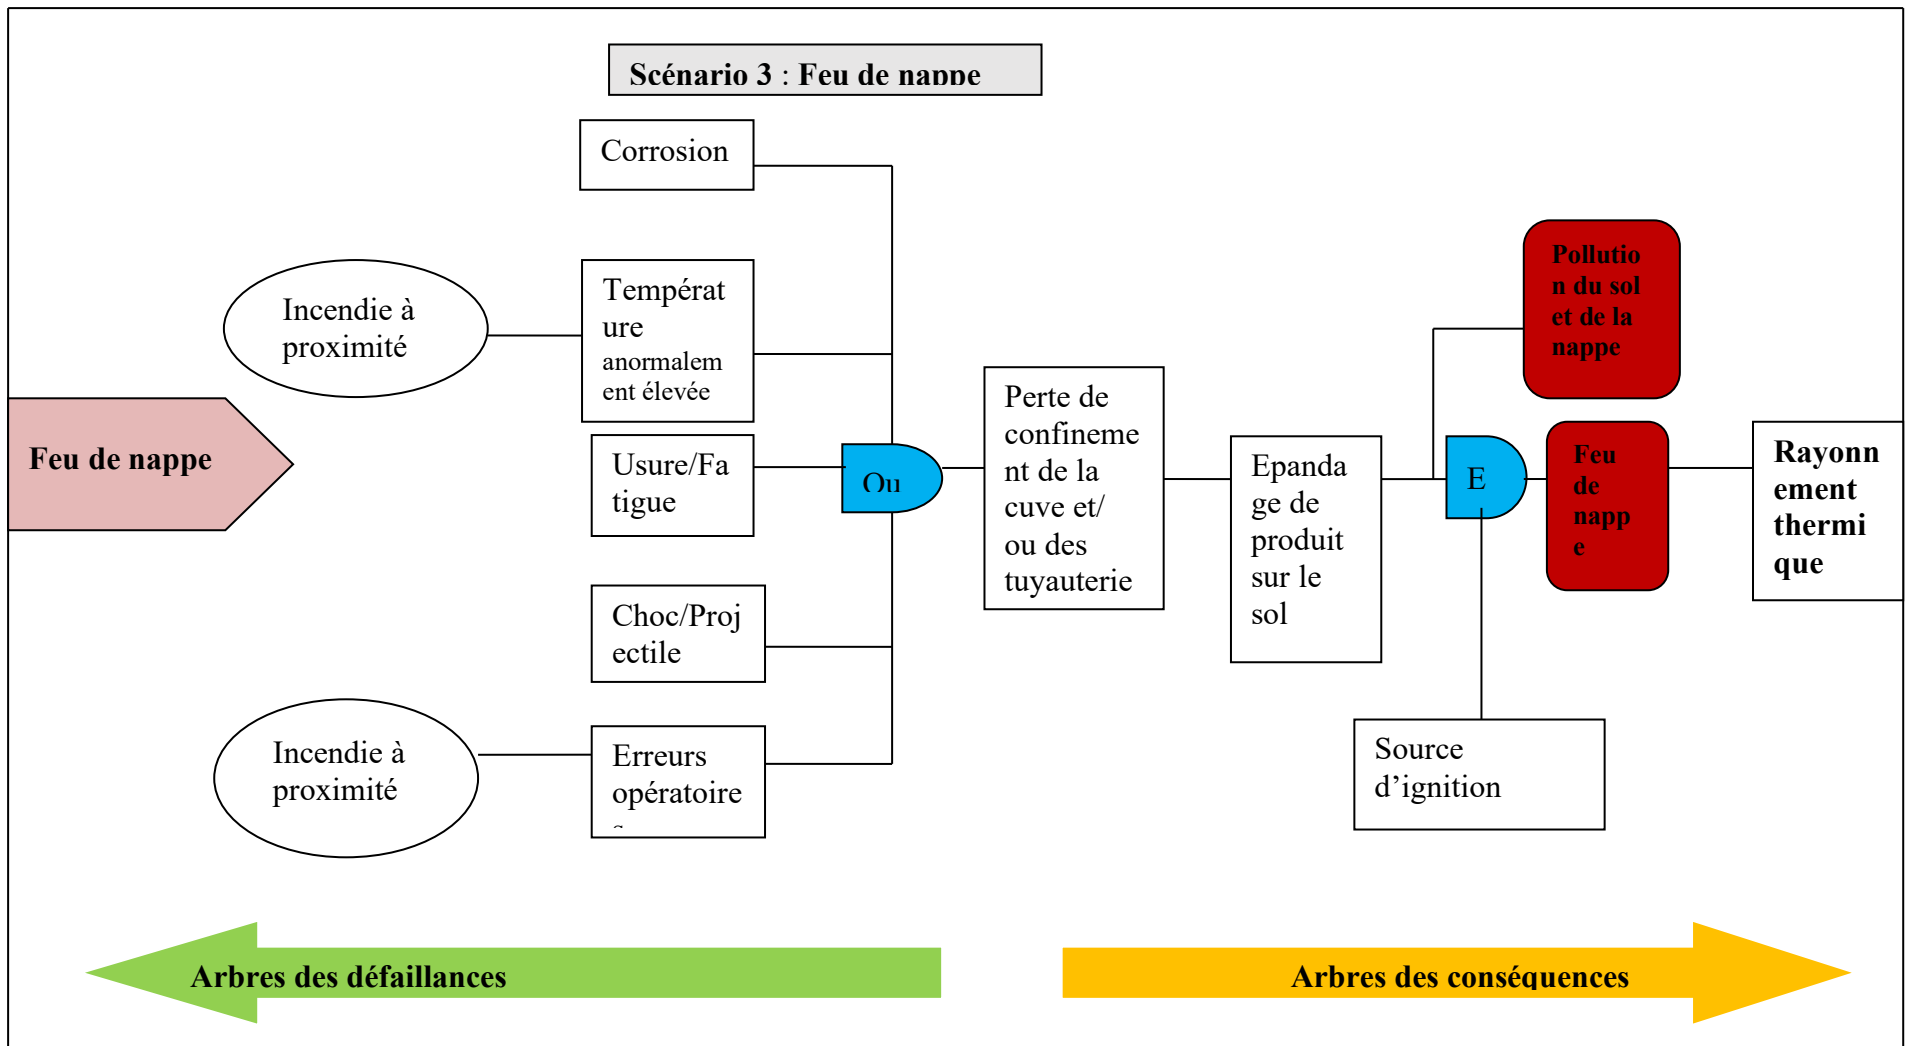 Scénario 3 : Feu de nappe
Corrosion
Incendie à
proximité
Températ
ure
anormalem
ent élevée
Feu de nappe
Usure/Fa
tigue
Ou
Perte de
confineme
nt de la
cuve et/
ou des
tuyauterie
Epanda
ge de
produit
sur le
sol
E
Pollutio
n du sol
et de la
nappe
Feu
de
napp
e
Rayonn
ement
thermi
que
Choc/Proj
ectile
Incendie à
proximité
Erreurs
opératoire
s
Source
d’ignition
Arbres des défaillances
Arbres des conséquences